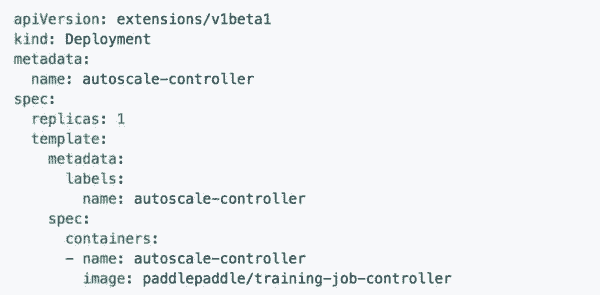 apiVersion: extensions/v1beta1
kind: Deployment
metadata:
  name: autoscale-controller
spec:
  replicas: 1
  template:
    metadata:
      labels:
        name: autoscale-controller
    spec:
      containers:
      - name: autoscale-controller
        image: paddlepaddle/training-job-controller